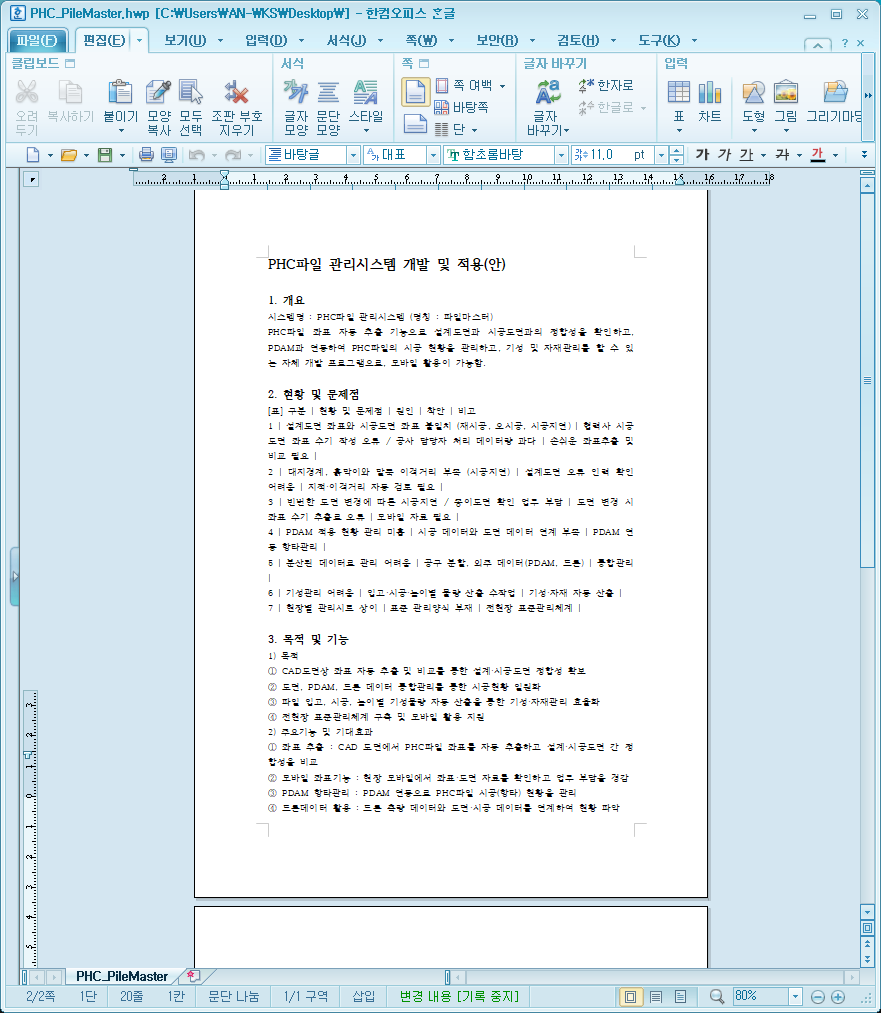 PHC_PileMaster.hwp [C:₩Users₩AN-₩KS₩Desktop₩] - 한컴오피스 흔글
파일(F) 편집(E) 보기(U) 입력(D) 서식(J) 쪽(W) 보안(R) 검토(H) 도구(K)
클립보드 서식 쪽 글자 바꾸기 입력
오려 두기 복사하기 붙이기 모양 복사 모두 선택 조판 부호 지우기 글자 모양 문단 모양 스타일 쪽 여백 바탕쪽 단 글자 바꾸기 한자로 한글로 표 차트 도형 그림 그리기마당
바탕글 대표 함초롬바탕 11.0 pt 가 가 가 가 가
2 1 1 2 3 4 5 6 7 8 9 10 11 12 13 14 15 16 17 18
PHC파일 관리시스템 개발 및 적용(안)
1. 개요
시스템명 : PHC파일 관리시스템 (명칭 : 파일마스터)
PHC파일 좌표 자동 추출 기능으로 설계도면과 시공도면과의 정합성을 확인하고,
PDAM과 연동하여 PHC파일의 시공 현황을 관리하고, 기성 및 자재관리를 할 수 있
는 자체 개발 프로그램으로, 모바일 활용이 가능함.
2. 현황 및 문제점
[표] 구분 | 현황 및 문제점 | 원인 | 착안 | 비고
1 | 설계도면 좌표와 시공도면 좌표 불일치 (재시공, 오시공, 시공지연) | 협력사 시공
도면 좌표 수기 작성 오류 / 공사 담당자 처리 데이터량 과다 | 손쉬운 좌표추출 및
비교 필요 |
2 | 대지경계, 흙막이와 말뚝 이격거리 부족 (시공지연) | 설계도면 오류 인력 확인
어려움 | 지적·이격거리 자동 검토 필요 |
3 | 빈번한 도면 변경에 따른 시공지연 / 종이도면 확인 업무 부담 | 도면 변경 시
좌표 수기 추출로 오류 | 모바일 자료 필요 |
4 | PDAM 적용 현황 관리 미흡 | 시공 데이터와 도면 데이터 연계 부족 | PDAM 연
동 항타관리 |
5 | 분산된 데이터로 관리 어려움 | 공구 분할, 외주 데이터(PDAM, 드론) | 통합관리
|
6 | 기성관리 어려움 | 입고·시공·높이별 물량 산출 수작업 | 기성·자재 자동 산출 |
7 | 현장별 관리시트 상이 | 표준 관리양식 부재 | 전현장 표준관리체계 |
3. 목적 및 기능
1) 목적
① CAD도면상 좌표 자동 추출 및 비교를 통한 설계·시공도면 정합성 확보
② 도면, PDAM, 드론 데이터 통합관리를 통한 시공현황 일원화
③ 파일 입고, 시공, 높이별 기성물량 자동 산출을 통한 기성·자재관리 효율화
④ 전현장 표준관리체계 구축 및 모바일 활용 지원
2) 주요기능 및 기대효과
① 좌표 추출 : CAD 도면에서 PHC파일 좌표를 자동 추출하고 설계·시공도면 간 정
합성을 비교
② 모바일 좌표기능 : 현장 모바일에서 좌표·도면 자료를 확인하고 업무 부담을 경감
③ PDAM 항타관리 : PDAM 연동으로 PHC파일 시공(항타) 현황을 관리
④ 드론데이터 활용 : 드론 측량 데이터와 도면·시공 데이터를 연계하여 현황 파악
PHC_PileMaster
2/2쪽 1단 20줄 1칸 문단 나눔 1/1 구역 삽입 변경 내용 [기록 중지] 80%